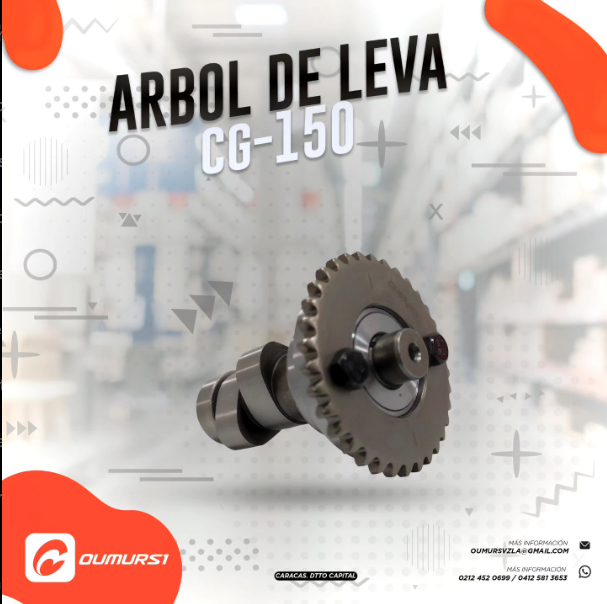 ARBOL DE LEVA
CG-150
OUMURS1
CARACAS. DTTO CAPITAL
MÁS INFORMACIÓN
OUMURSVZLA@GMAIL.COM
MÁS INFORMACIÓN
0212 452 0699 / 0412 581 3653